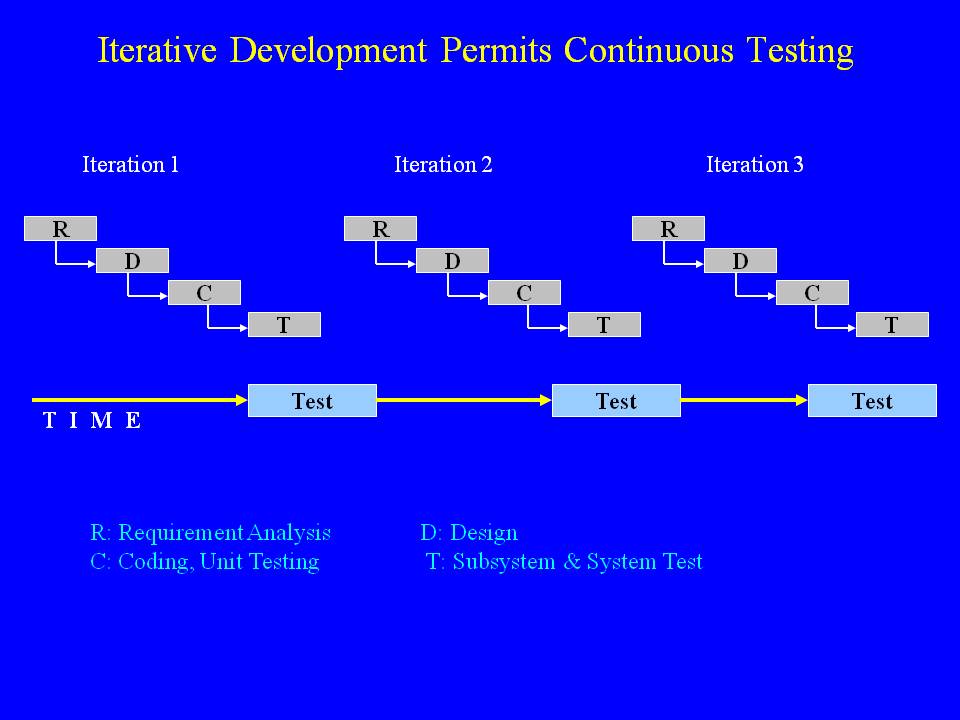 Iterative Development Permits Continuous Testing
Iteration 1 Iteration 2 Iteration 3
R R R
D D D
C C C
T T T
Test Test Test
T I M E
R: Requirement Analysis D: Design
C: Coding, Unit Testing T: Subsystem & System Test